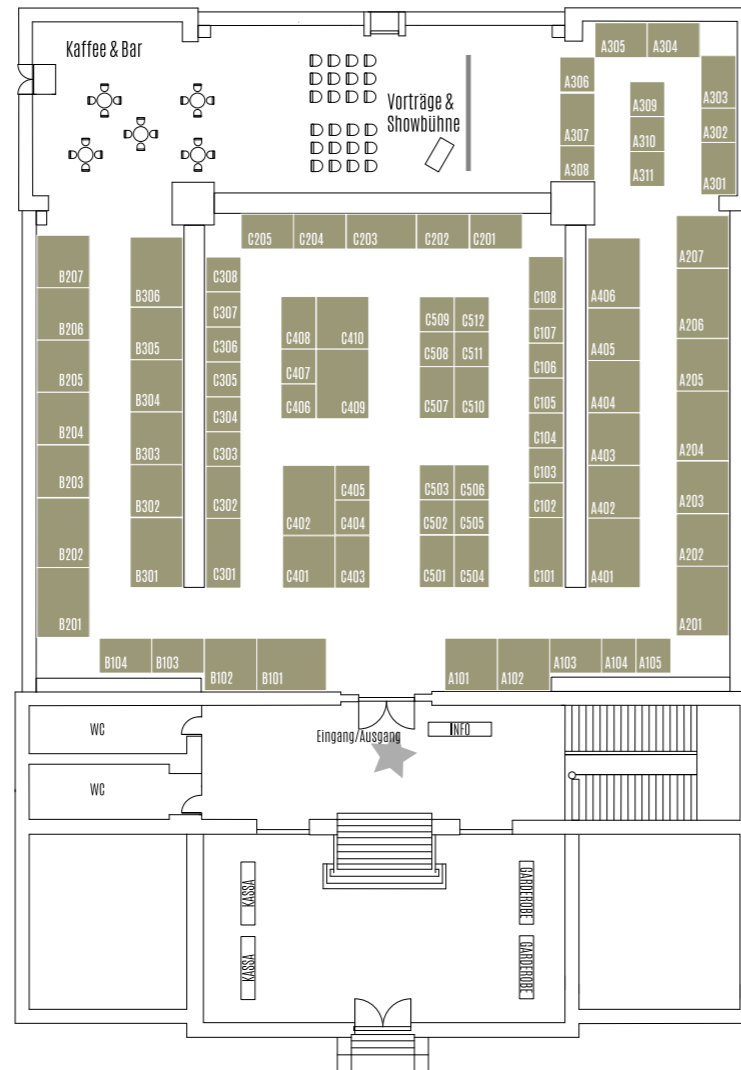 Kaffee & Bar
Vorträge &
Showbühne
A305
A304
A306
A307
A308
A309
A310
A311
A303
A302
A301
C205
C204
C203
C202
C201
B207
B206
B205
B204
B203
B202
B201
B306
B305
B304
B303
B302
B301
C308
C307
C306
C305
C304
C303
C302
C301
C408
C410
C407
C406
C409
C405
C402
C404
C401
C403
C509
C512
C508
C511
C507
C510
C503
C506
C502
C505
C501
C504
C108
C107
C106
C105
C104
C103
C102
C101
A406
A405
A404
A403
A402
A401
A207
A206
A205
A204
A203
A202
A201
B104
B103
B102
B101
A101
A102
A103
A104
A105
WC
WC
Eingang/Ausgang
INFO
KASSA
KASSA
GARDEROBE
GARDEROBE